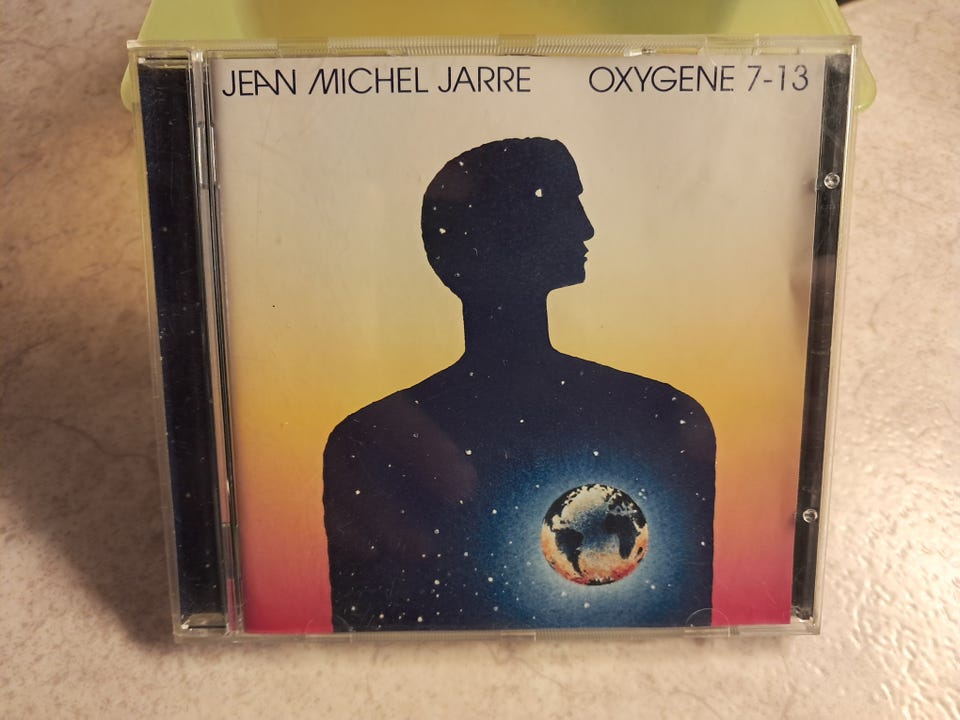 JEAN MICHEL JARRE OXYGENE 7-13